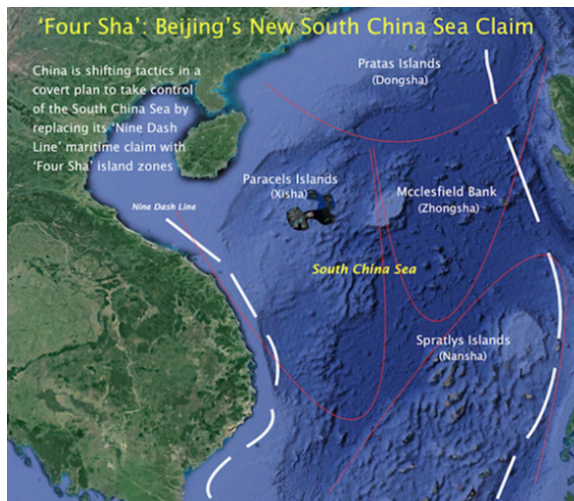 ‘Four Sha’: Beijing’s New South China Sea Claim
China is shifting tactics in a
covert plan to take control
of the South China Sea by
replacing its ‘Nine Dash
Line’ maritime claim with
‘Four Sha’ island zones
Pratas Islands
(Dongsha)
Paracels Islands
(Xisha)
Mcclesfield Bank
(Zhongsha)
Nine Dash Line
South China Sea
Spratlys Islands
(Nansha)